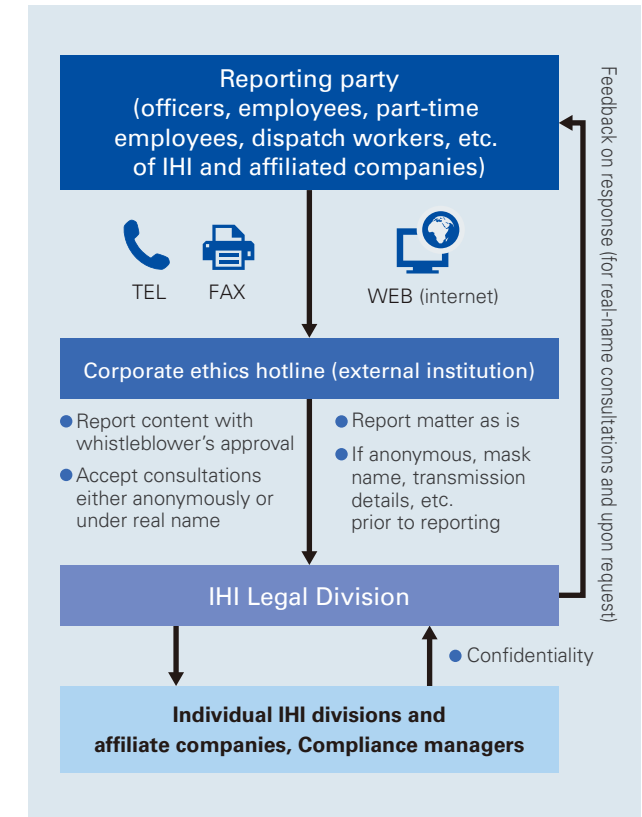 Reporting party
(officers, employees, part-time
employees, dispatch workers, etc.
of IHI and affiliated companies)
TEL
FAX
WEB (internet)
Corporate ethics hotline (external institution)
● Report content with
whistleblower's approval
● Accept consultations
either anonymously or
under real name
● Report matter as is
● If anonymous, mask
name, transmission
details, etc.
prior to reporting
IHI Legal Division
● Confidentiality
Individual IHI divisions and
affiliate companies, Compliance managers
Feedback on response (for real-name consultations and upon request)